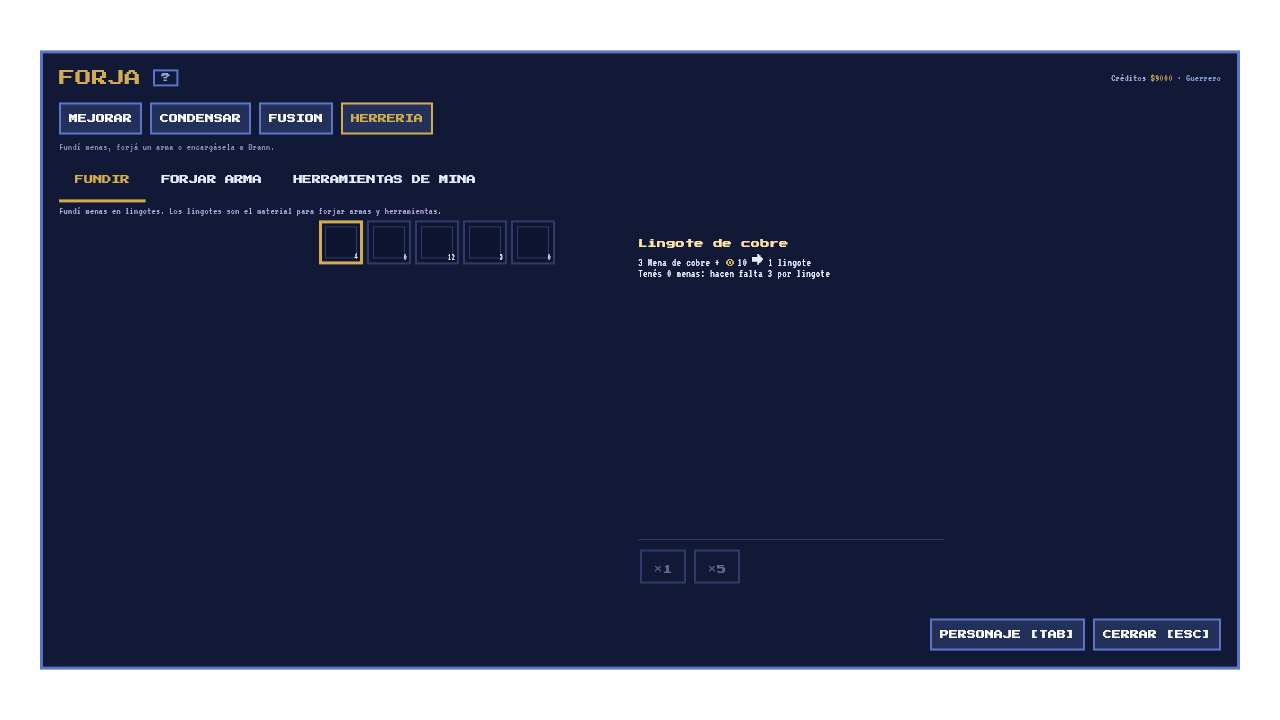 FORJA ?
Créditos $9000 · Guerrero
MEJORAR CONDENSAR FUSION HERRERIA
Fundí menas, forjá un arma o encargásela a Brann.
FUNDIR FORJAR ARMA HERRAMIENTAS DE MINA
Fundí menas en lingotes. Los lingotes son el material para forjar armas y herramientas.
4 0 12 3 0
Lingote de cobre
3 Mena de cobre + 10 1 lingote
Tenés 0 menas: hacen falta 3 por lingote
×1 ×5
PERSONAJE [TAB] CERRAR [ESC]